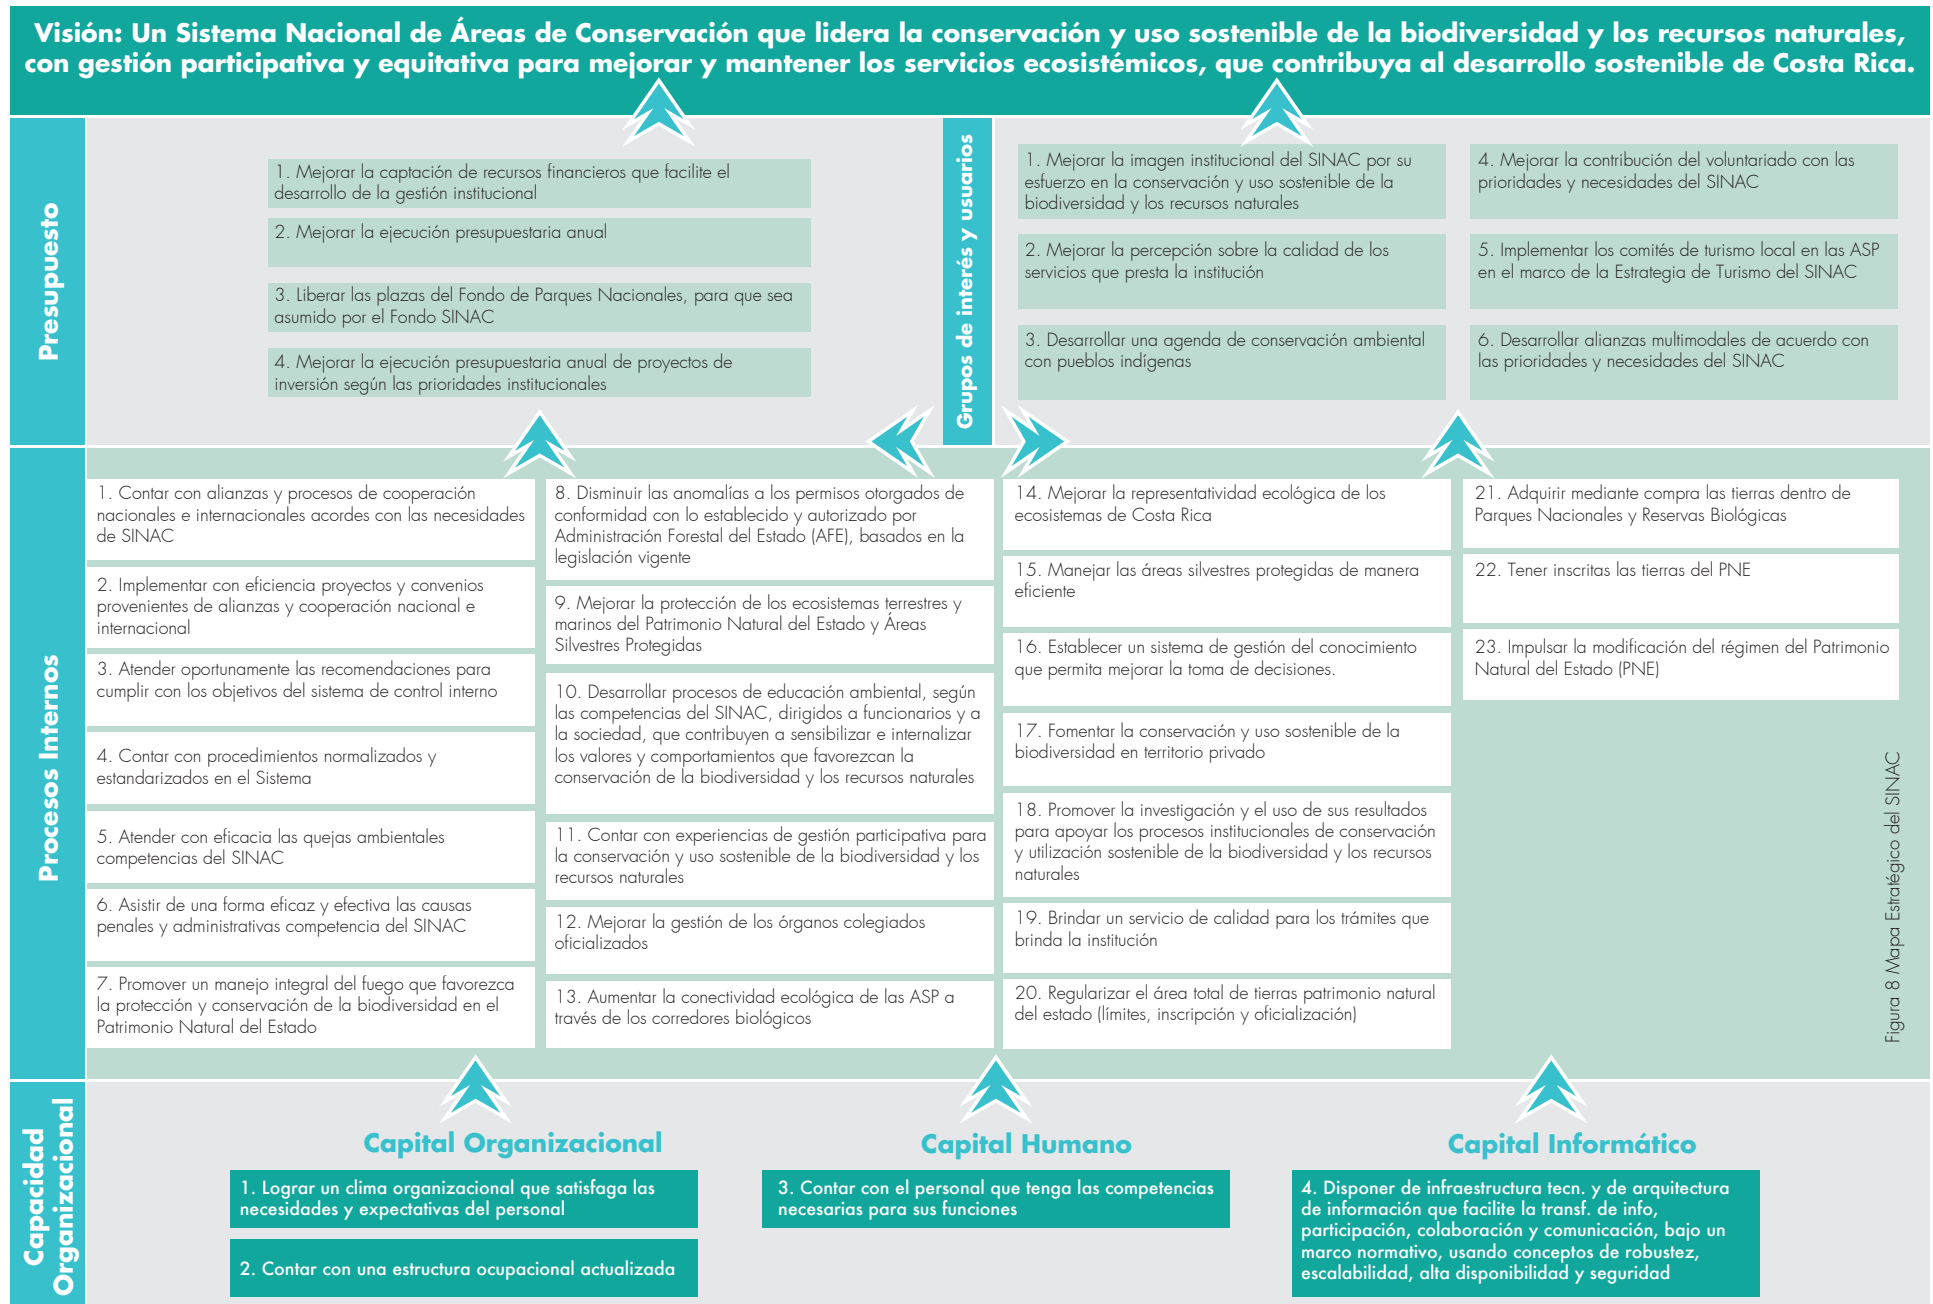 Visión: Un Sistema Nacional de Áreas de Conservación que lidera la conservación y uso sostenible de la biodiversidad y los recursos naturales,
con gestión participativa y equitativa para mejorar y mantener los servicios ecosistémicos, que contribuya al desarrollo sostenible de Costa Rica.
Presupuesto
1. Mejorar la captación de recursos financieros que facilite el
desarrollo de la gestión institucional
2. Mejorar la ejecución presupuestaria anual
3. Liberar las plazas del Fondo de Parques Nacionales, para que sea
asumido por el Fondo SINAC
4. Mejorar la ejecución presupuestaria anual de proyectos de
inversión según las prioridades institucionales
Grupos de interés y usuarios
1. Mejorar la imagen institucional del SINAC por su
esfuerzo en la conservación y uso sostenible de la
biodiversidad y los recursos naturales
2. Mejorar la percepción sobre la calidad de los
servicios que presta la institución
3. Desarrollar una agenda de conservación ambiental
con pueblos indígenas
4. Mejorar la contribución del voluntariado con las
prioridades y necesidades del SINAC
5. Implementar los comités de turismo local en las ASP
en el marco de la Estrategia de Turismo del SINAC
6. Desarrollar alianzas multimodales de acuerdo con
las prioridades y necesidades del SINAC
Procesos Internos
1. Contar con alianzas y procesos de cooperación
nacionales e internacionales acordes con las necesidades
de SINAC
2. Implementar con eficiencia proyectos y convenios
provenientes de alianzas y cooperación nacional e
internacional
3. Atender oportunamente las recomendaciones para
cumplir con los objetivos del sistema de control interno
4. Contar con procedimientos normalizados y
estandarizados en el Sistema
5. Atender con eficacia las quejas ambientales
competencias del SINAC
6. Asistir de una forma eficaz y efectiva las causas
penales y administrativas competencia del SINAC
7. Promover un manejo integral del fuego que favorezca
la protección y conservación de la biodiversidad en el
Patrimonio Natural del Estado
8. Disminuir las anomalías a los permisos otorgados de
conformidad con lo establecido y autorizado por
Administración Forestal del Estado (AFE), basados en la
legislación vigente
9. Mejorar la protección de los ecosistemas terrestres y
marinos del Patrimonio Natural del Estado y Áreas
Silvestres Protegidas
10. Desarrollar procesos de educación ambiental, según
las competencias del SINAC, dirigidos a funcionarios y a
la sociedad, que contribuyen a sensibilizar e internalizar
los valores y comportamientos que favorezcan la
conservación de la biodiversidad y los recursos naturales
11. Contar con experiencias de gestión participativa para
la conservación y uso sostenible de la biodiversidad y los
recursos naturales
12. Mejorar la gestión de los órganos colegiados
oficializados
13. Aumentar la conectividad ecológica de las ASP a
través de los corredores biológicos
14. Mejorar la representatividad ecológica de los
ecosistemas de Costa Rica
15. Manejar las áreas silvestres protegidas de manera
eficiente
16. Establecer un sistema de gestión del conocimiento
que permita mejorar la toma de decisiones.
17. Fomentar la conservación y uso sostenible de la
biodiversidad en territorio privado
18. Promover la investigación y el uso de sus resultados
para apoyar los procesos institucionales de conservación
y utilización sostenible de la biodiversidad y los recursos
naturales
19. Brindar un servicio de calidad para los trámites que
brinda la institución
20. Regularizar el área total de tierras patrimonio natural
del estado (límites, inscripción y oficialización)
21. Adquirir mediante compra las tierras dentro de
Parques Nacionales y Reservas Biológicas
22. Tener inscritas las tierras del PNE
23. Impulsar la modificación del régimen del Patrimonio
Natural del Estado (PNE)
Figura 8 Mapa Estratégico del SINAC
Capacidad
Organizacional
Capital Organizacional
1. Lograr un clima organizacional que satisfaga las
necesidades y expectativas del personal
2. Contar con una estructura ocupacional actualizada
Capital Humano
3. Contar con el personal que tenga las competencias
necesarias para sus funciones
Capital Informático
4. Disponer de infraestructura tecn. y de arquitectura
de información que facilite la transf. de info,
participación, colaboración y comunicación, bajo un
marco normativo, usando conceptos de robustez,
escalabilidad, alta disponibilidad y seguridad